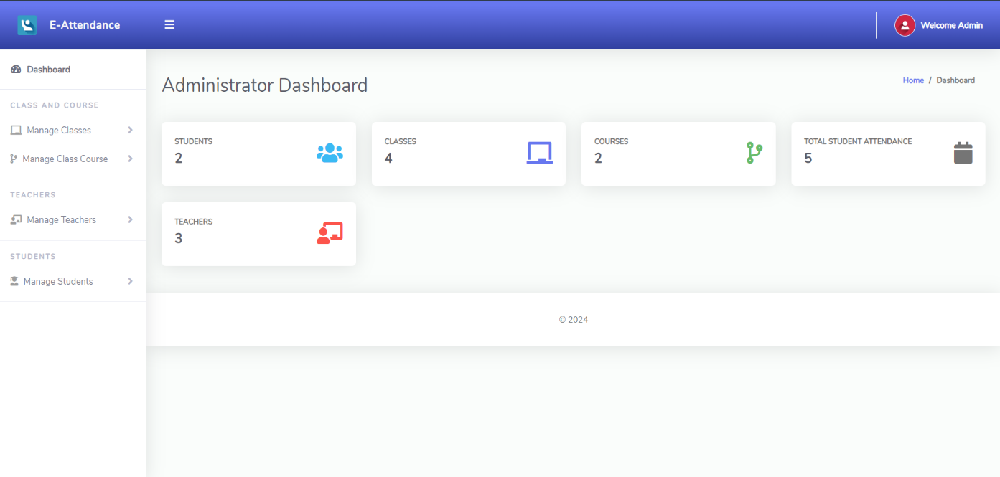 E-Attendance
Welcome Admin
Dashboard
CLASS AND COURSE
Manage Classes
Manage Class Course
TEACHERS
Manage Teachers
STUDENTS
Manage Students
Administrator Dashboard
Home / Dashboard
STUDENTS
2
CLASSES
4
COURSES
2
TOTAL STUDENT ATTENDANCE
5
TEACHERS
3
© 2024